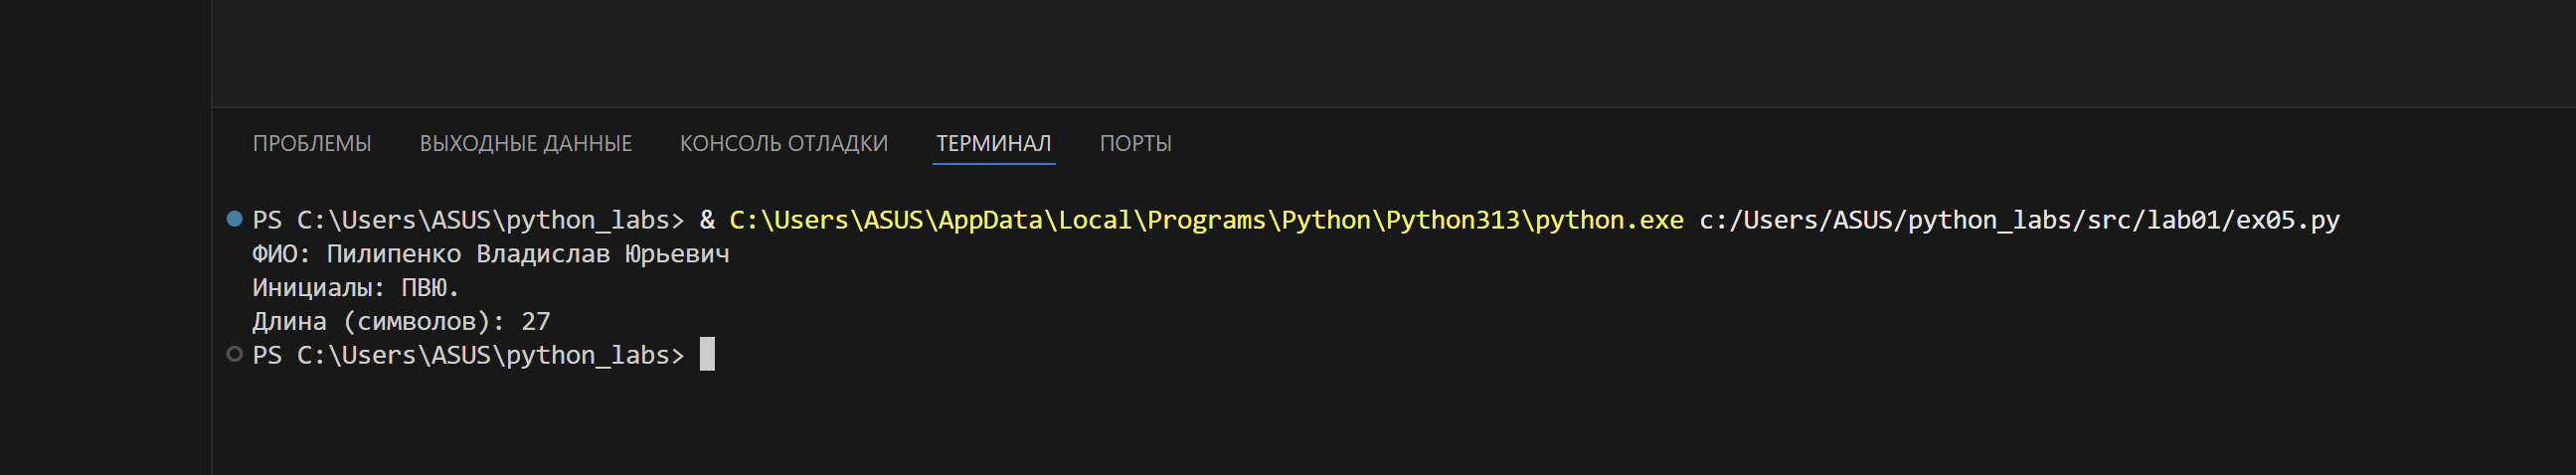 ПРОБЛЕМЫ ВЫХОДНЫЕ ДАННЫЕ КОНСОЛЬ ОТЛАДКИ ТЕРМИНАЛ ПОРТЫ
PS C:\Users\ASUS\python_labs> & C:\Users\ASUS\AppData\Local\Programs\Python\Python313\python.exe c:/Users/ASUS/python_labs/src/lab01/ex05.py
ФИО: Пилипенко Владислав Юрьевич
Инициалы: ПВЮ.
Длина (символов): 27
PS C:\Users\ASUS\python_labs>